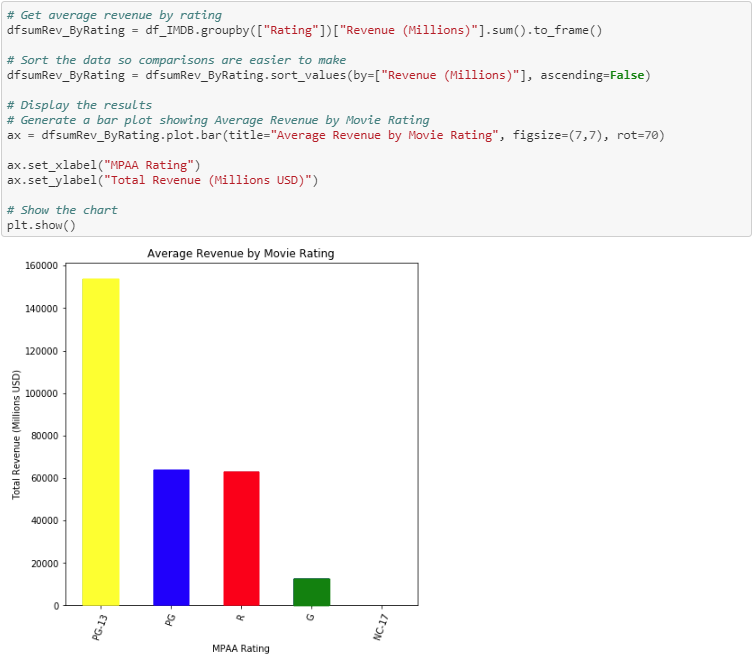 # Get average revenue by rating
dfsumRev_ByRating = df_IMDB.groupby(["Rating"])["Revenue (Millions)"].sum().to_frame()
# Sort the data so comparisons are easier to make
dfsumRev_ByRating = dfsumRev_ByRating.sort_values(by=["Revenue (Millions)"], ascending=False)
# Display the results
# Generate a bar plot showing Average Revenue by Movie Rating
ax = dfsumRev_ByRating.plot.bar(title="Average Revenue by Movie Rating", figsize=(7,7), rot=70)
ax.set_xlabel("MPAA Rating")
ax.set_ylabel("Total Revenue (Millions USD)")
# Show the chart
plt.show()
Average Revenue by Movie Rating
Total Revenue (Millions USD)
160000
140000
120000
100000
80000
60000
40000
20000
0
PG-13
PG
R
G
NC-17
MPAA Rating